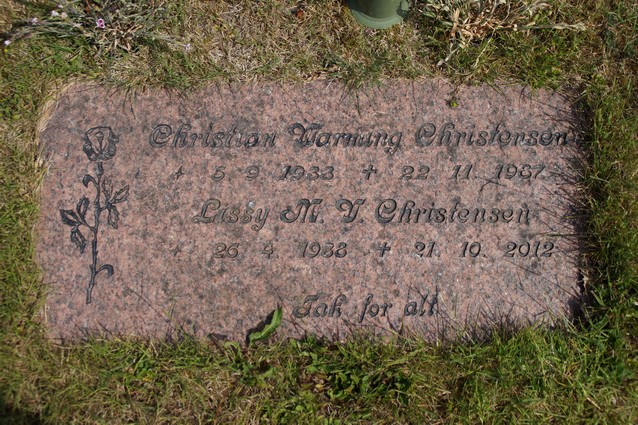 Christian Warnung Christensen
+ 5. 9. 1933 + 22. 11. 1987
Lissy M. V. Christensen
+ 26. 4. 1938 + 21. 10. 2012
Tak for alt